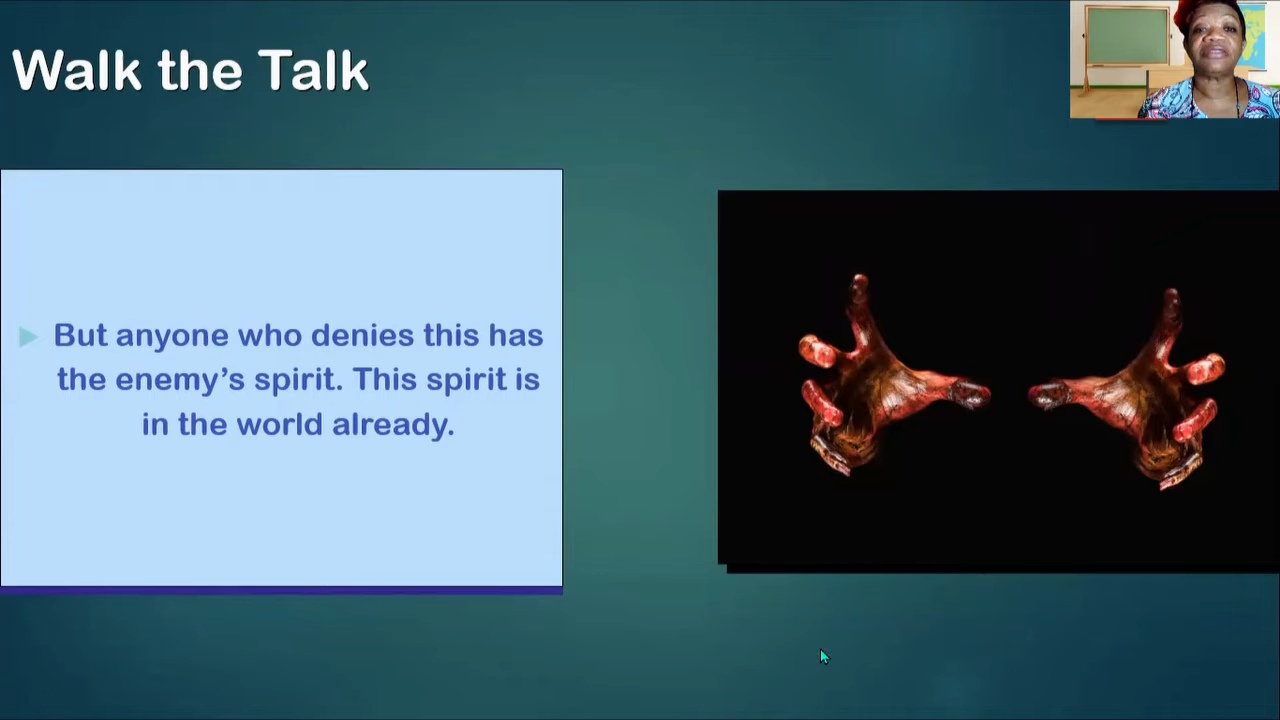 Walk the Talk
But anyone who denies this has
the enemy's spirit. This spirit is
in the world already.